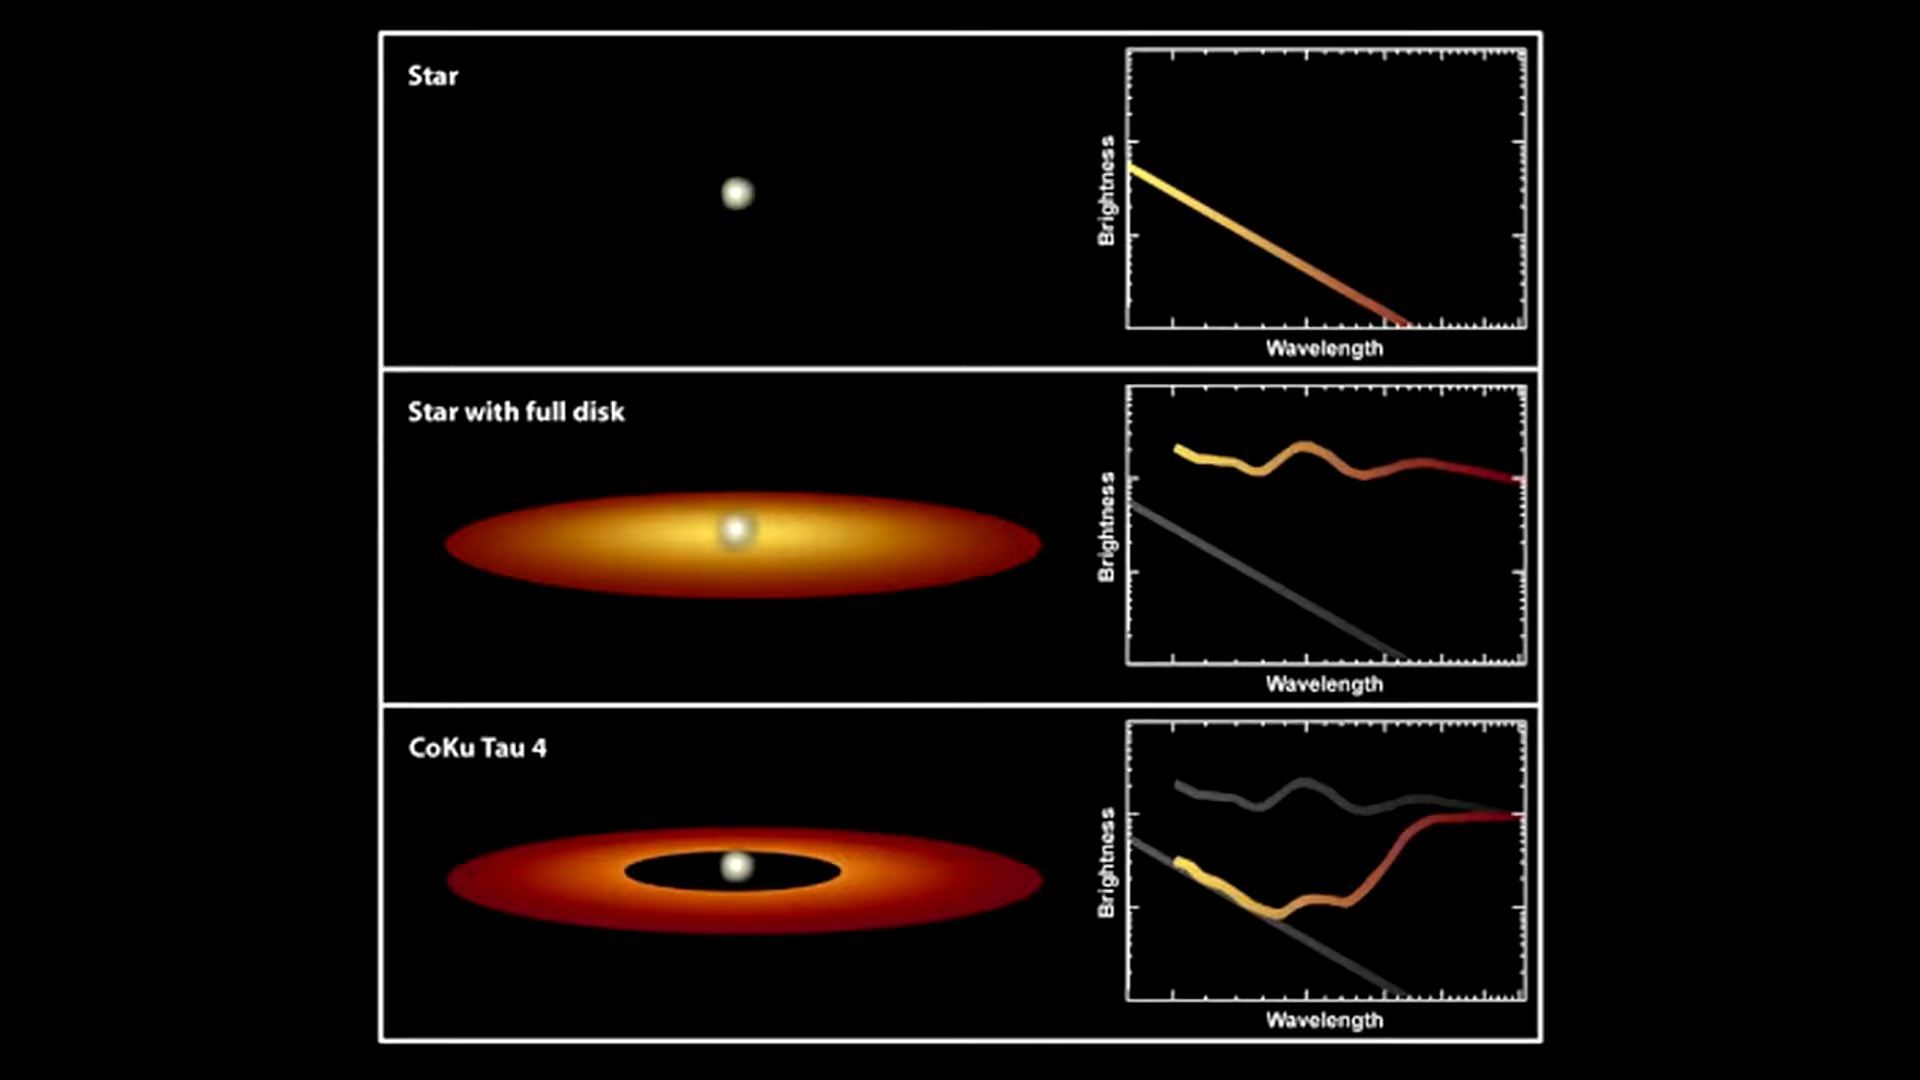 Star
Brightness
Wavelength
Star with full disk
Brightness
Wavelength
CoKu Tau 4
Brightness
Wavelength